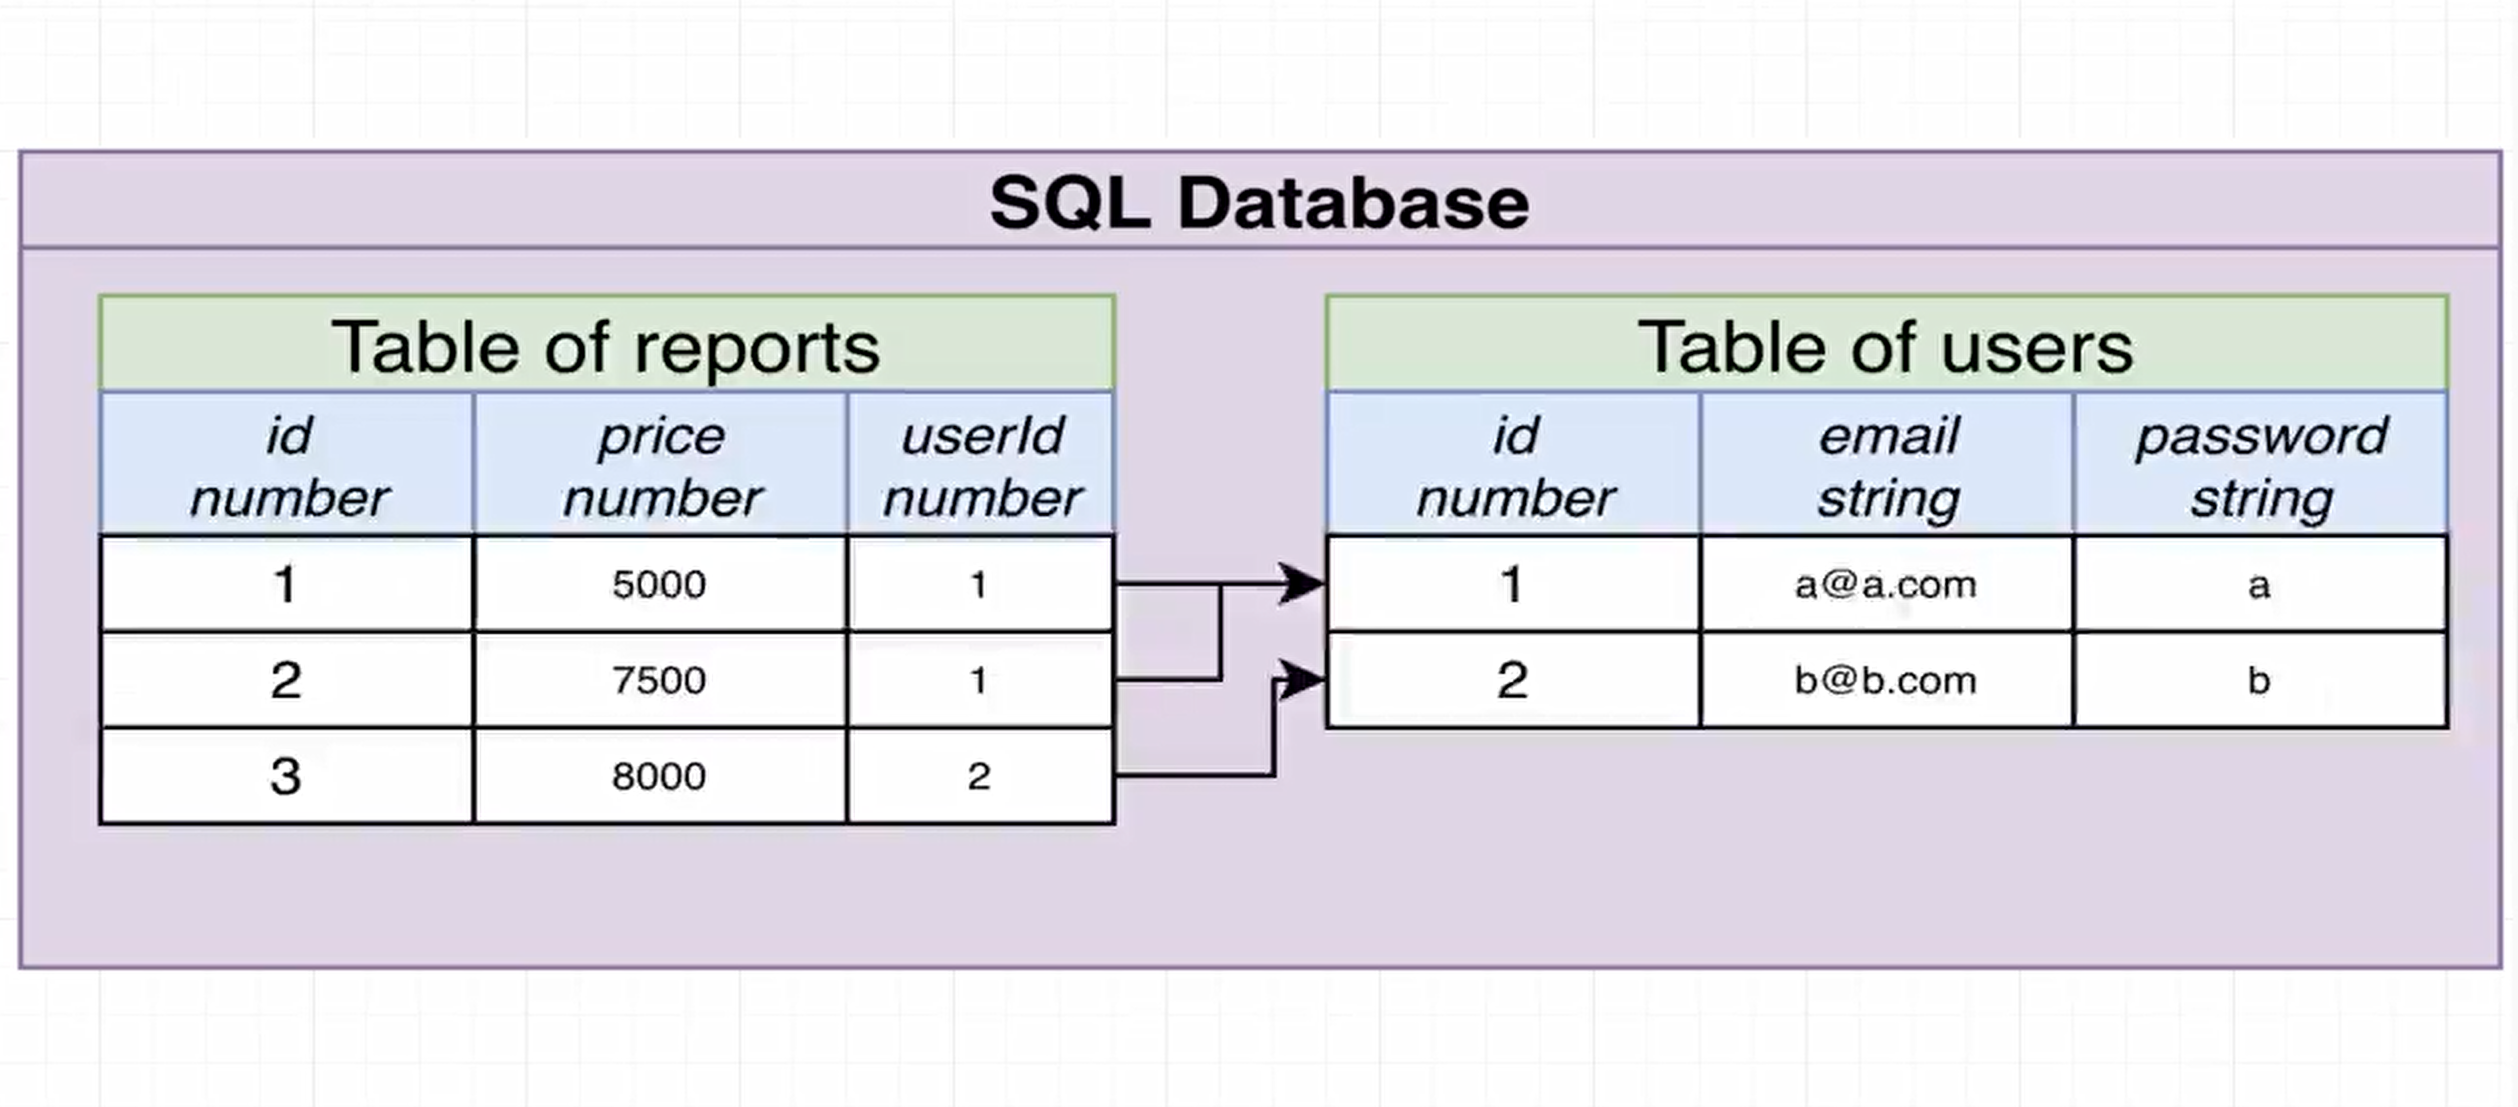 SQL Database
Table of reports
id number price number userId number
1 5000 1
2 7500 1
3 8000 2
Table of users
id number email string password string
1 a@a.com a
2 b@b.com b